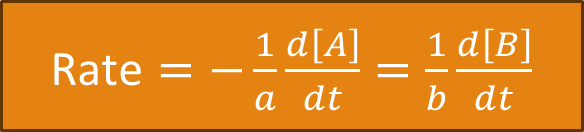 Rate = − 1/a d[A]/dt = 1/b d[B]/dt